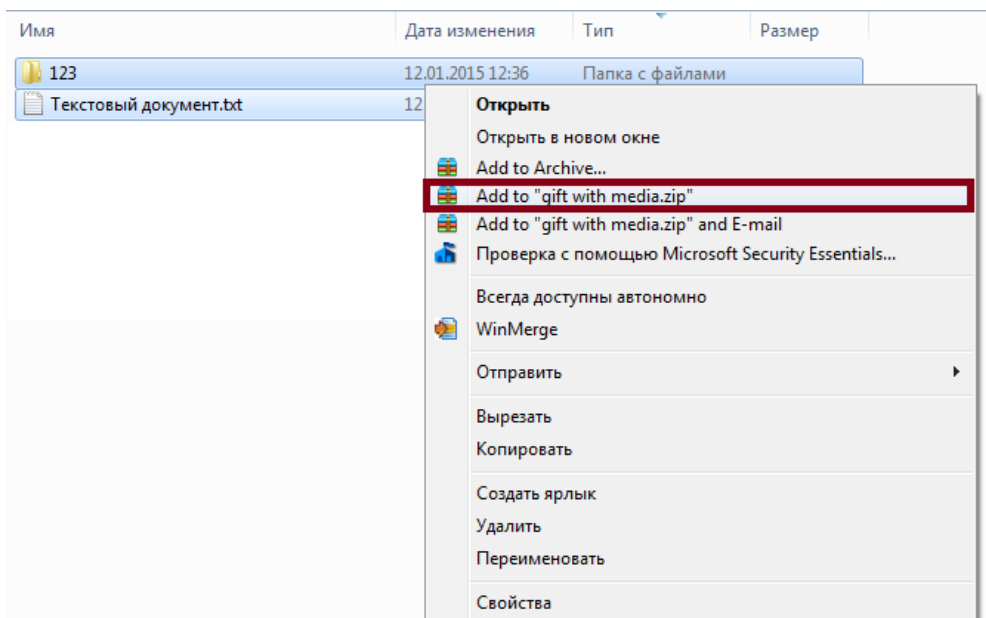 Имя Дата изменения Тип Размер
123 12.01.2015 12:36 Папка с файлами
Текстовый документ.txt 12
Открыть
Открыть в новом окне
Add to Archive...
Add to "gift with media.zip"
Add to "gift with media.zip" and E-mail
Проверка с помощью Microsoft Security Essentials...
Всегда доступны автономно
WinMerge
Отправить
Вырезать
Копировать
Создать ярлык
Удалить
Переименовать
Свойства